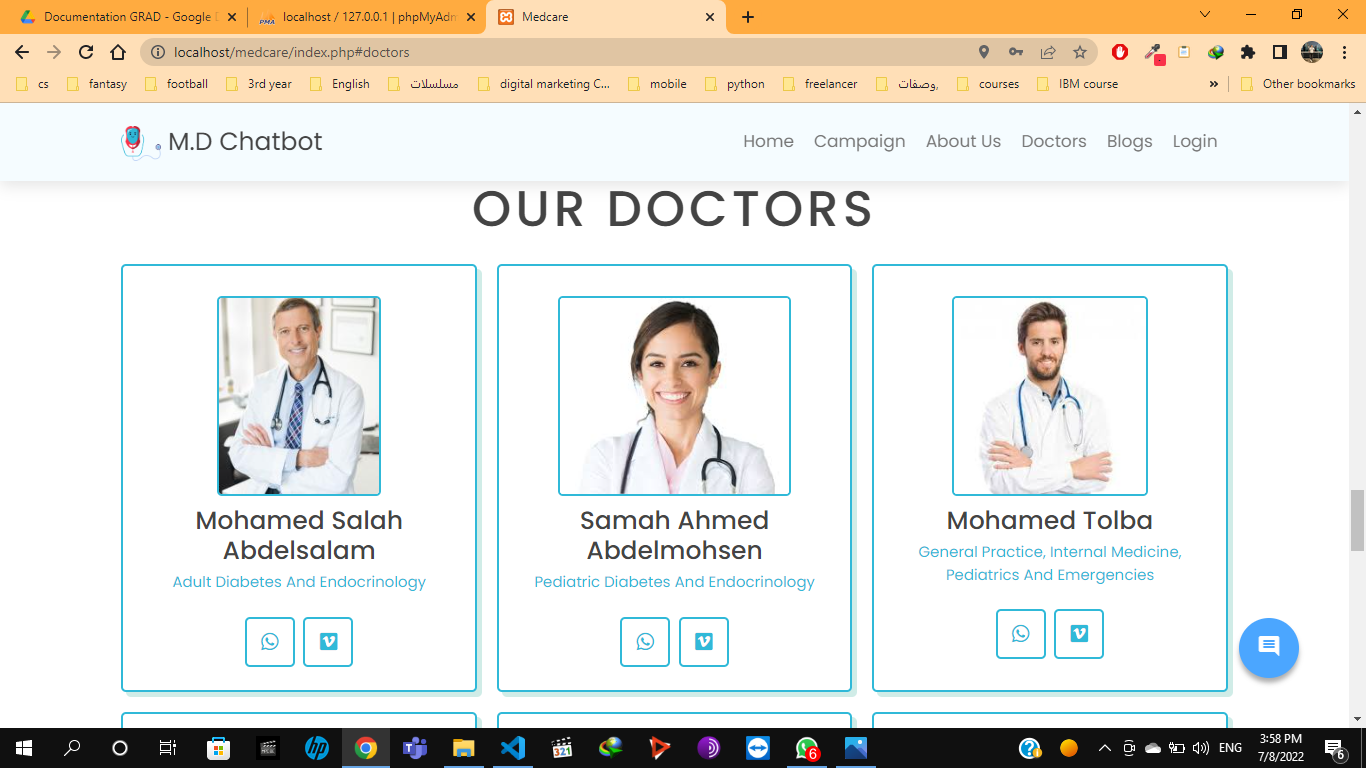 Documentation GRAD - Google D
PMA
localhost / 127.0.0.1 | phpMyAdm
Medcare
localhost/medcare/index.php#doctors
cs
fantasy
football
3rd year
English
مسلسلات
digital marketing C...
mobile
python
freelancer
وصفات,
courses
IBM course
»
Other bookmarks
M.D Chatbot
Home
Campaign
About Us
Doctors
Blogs
Login
OUR DOCTORS
Mohamed Salah
Abdelsalam
Adult Diabetes And Endocrinology
Samah Ahmed
Abdelmohsen
Pediatric Diabetes And Endocrinology
Mohamed Tolba
General Practice, Internal Medicine,
Pediatrics And Emergencies
hp
321
6
ENG
3:58 PM
7/8/2022
6